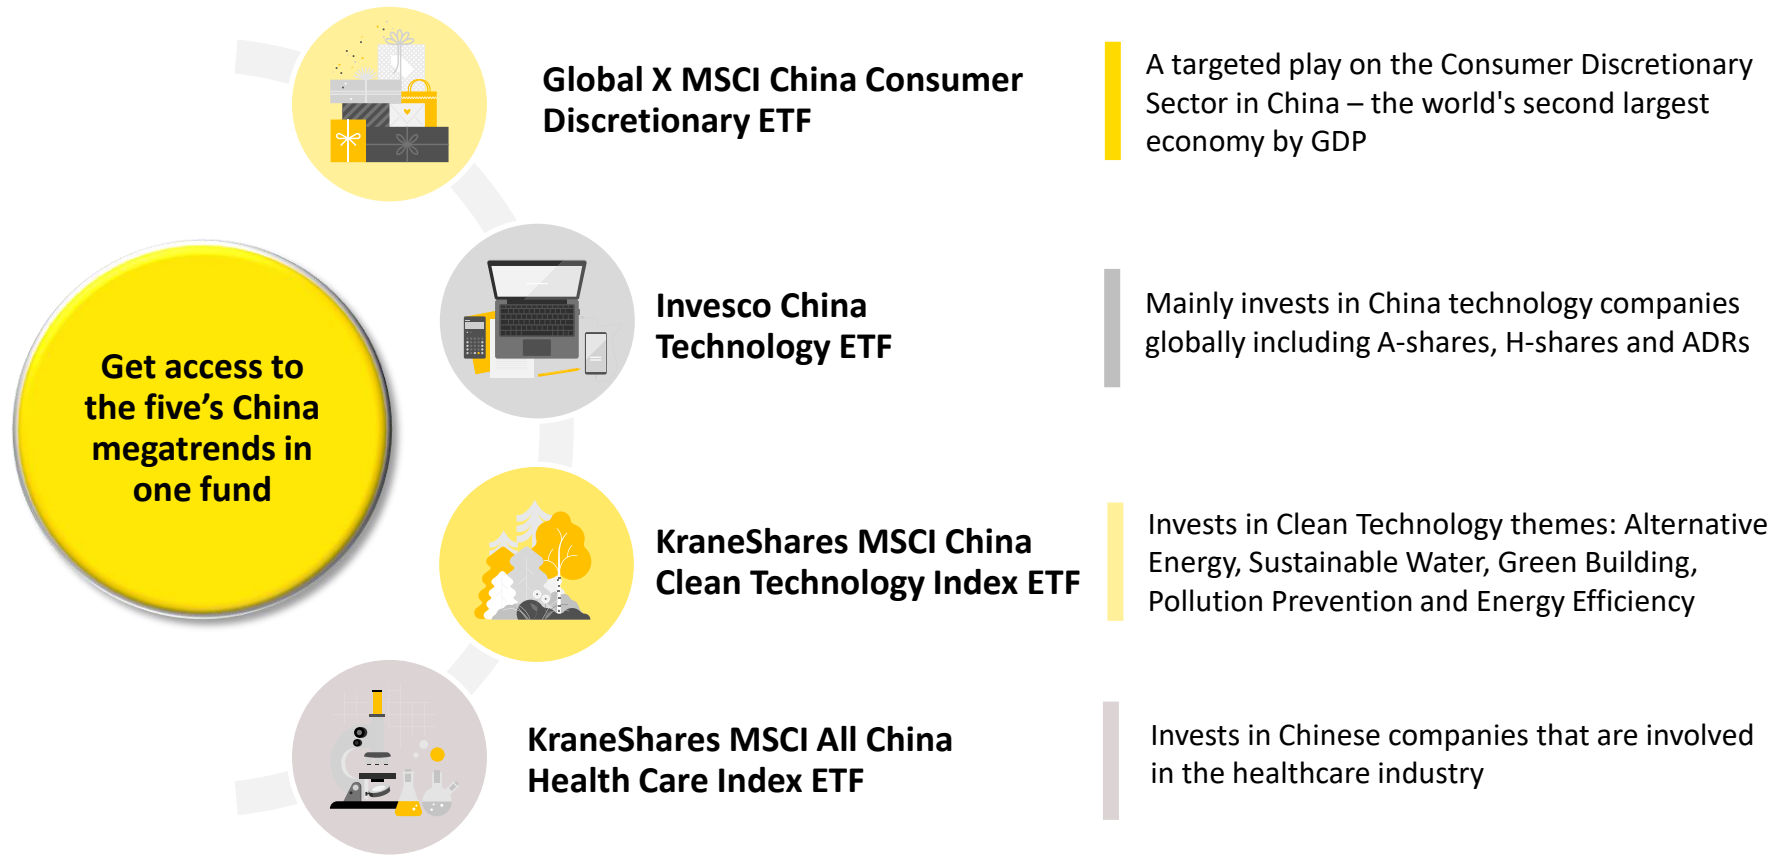 Get access to
the five’s China
megatrends in
one fund
Global X MSCI China Consumer
Discretionary ETF
A targeted play on the Consumer Discretionary
Sector in China – the world's second largest
economy by GDP
Invesco China
Technology ETF
Mainly invests in China technology companies
globally including A-shares, H-shares and ADRs
KraneShares MSCI China
Clean Technology Index ETF
Invests in Clean Technology themes: Alternative
Energy, Sustainable Water, Green Building,
Pollution Prevention and Energy Efficiency
KraneShares MSCI All China
Health Care Index ETF
Invests in Chinese companies that are involved
in the healthcare industry